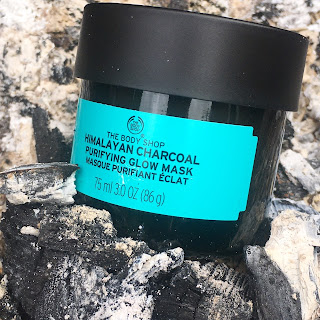 THE BODY SHOP
HIMALAYAN CHARCOAL
PURIFYING GLOW MASK
MASQUE PURIFIANT ÉCLAT
75 ml 3.0 OZ (86 g)